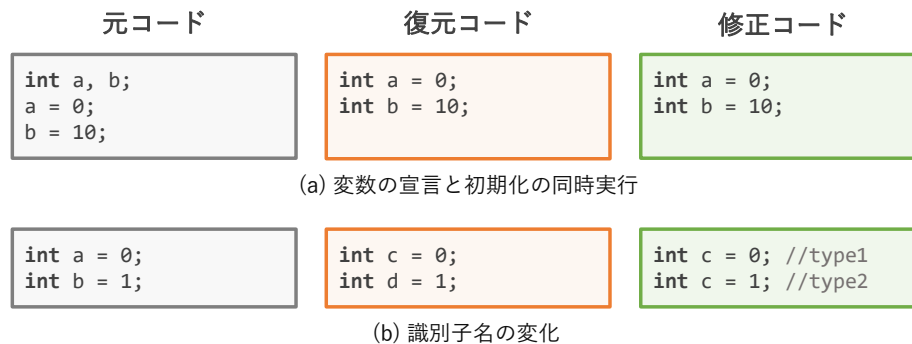 元コード
復元コード
修正コード
int a, b;
a = 0;
b = 10;
int a = 0;
int b = 10;
int a = 0;
int b = 10;
(a) 変数の宣言と初期化の同時実行
int a = 0;
int b = 1;
int c = 0;
int d = 1;
int c = 0; //type1
int c = 1; //type2
(b) 識別子名の変化